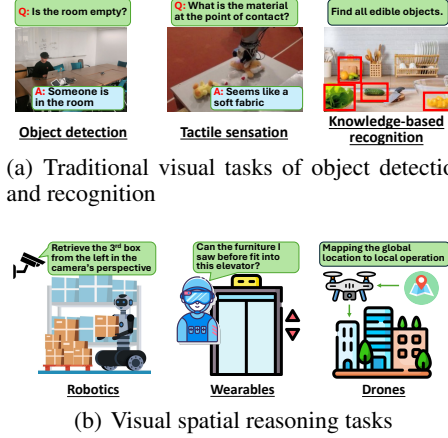 Q: Is the room empty?
A: Someone is
in the room
Object detection
Q: What is the material
at the point of contact?
A: Seems like a
soft fabric
Tactile sensation
Find all edible objects.
Knowledge-based
recognition
(a) Traditional visual tasks of object detectio
and recognition
Retrieve the 3rd box
from the left in the
camera's perspective
Robotics
Can the furniture I
saw before fit into
this elevator?
Wearables
Mapping the global
location to local operation
Drones
(b) Visual spatial reasoning tasks